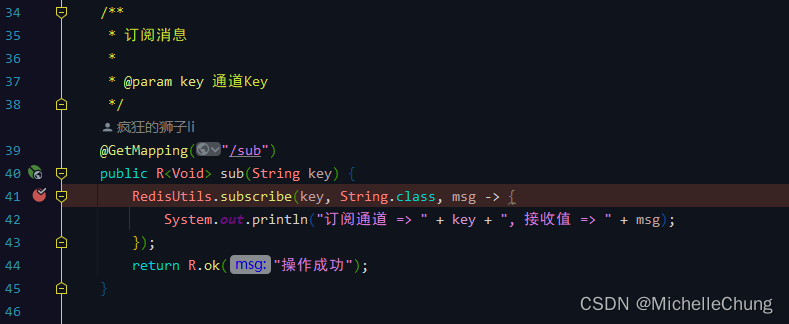 34 /**
35 * 订阅消息
36 *
37 * @param key 通道Key
38 */
疯狂的狮子li
39 @GetMapping("/sub")
40 public R<Void> sub(String key) {
41 RedisUtils.subscribe(key, String.class, msg -> {
42 System.out.println("订阅通道 => " + key + ", 接收值 => " + msg);
43 });
44 return R.ok( msg: "操作成功");
45 }
46
CSDN @MichelleChung